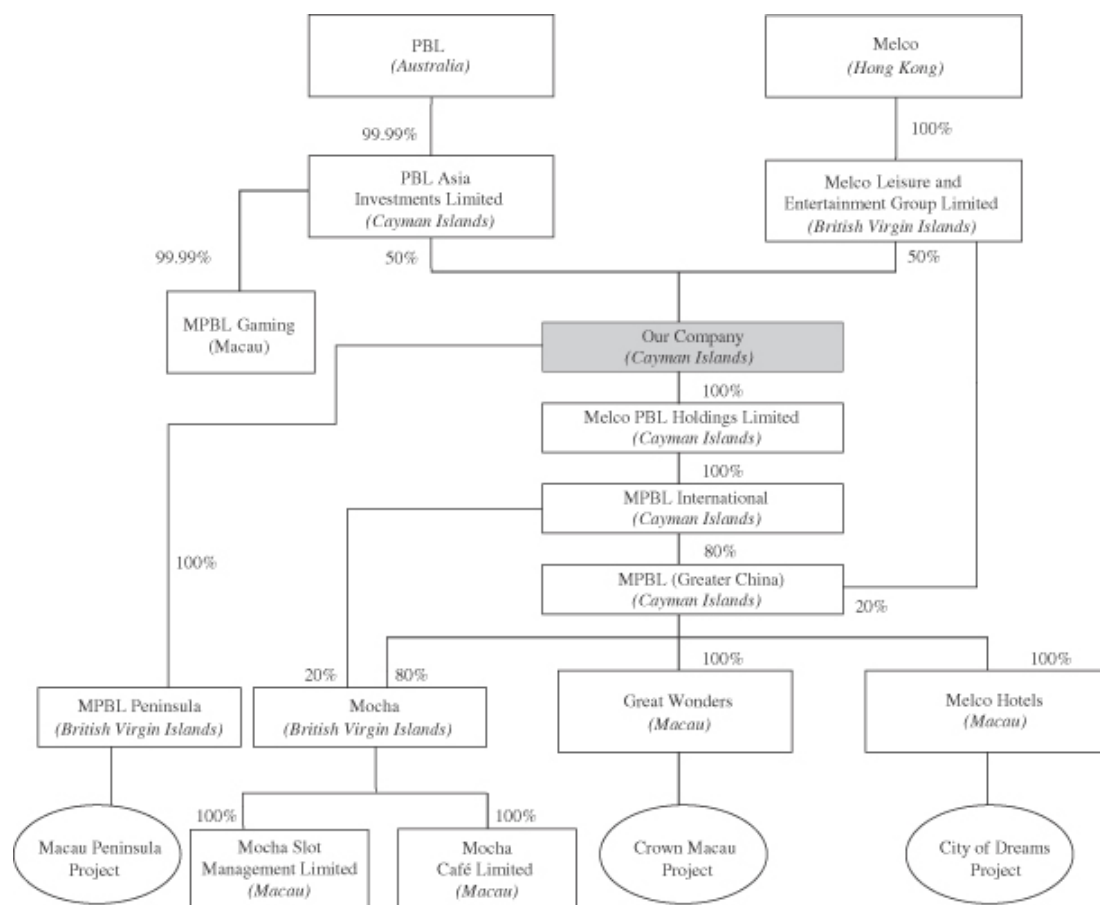 PBL
(Australia)
Melco
(Hong Kong)
99.99%
100%
PBL Asia
Investments Limited
(Cayman Islands)
Melco Leisure and
Entertainment Group Limited
(British Virgin Islands)
99.99%
50%
50%
MPBL Gaming
(Macau)
Our Company
(Cayman Islands)
100%
Melco PBL Holdings Limited
(Cayman Islands)
100%
MPBL International
(Cayman Islands)
100%
80%
MPBL (Greater China)
(Cayman Islands)
20%
20%
80%
100%
100%
MPBL Peninsula
(British Virgin Islands)
Mocha
(British Virgin Islands)
Great Wonders
(Macau)
Melco Hotels
(Macau)
100%
100%
Macau Peninsula
Project
Mocha Slot
Management Limited
(Macau)
Mocha
Café Limited
(Macau)
Crown Macau
Project
City of Dreams
Project